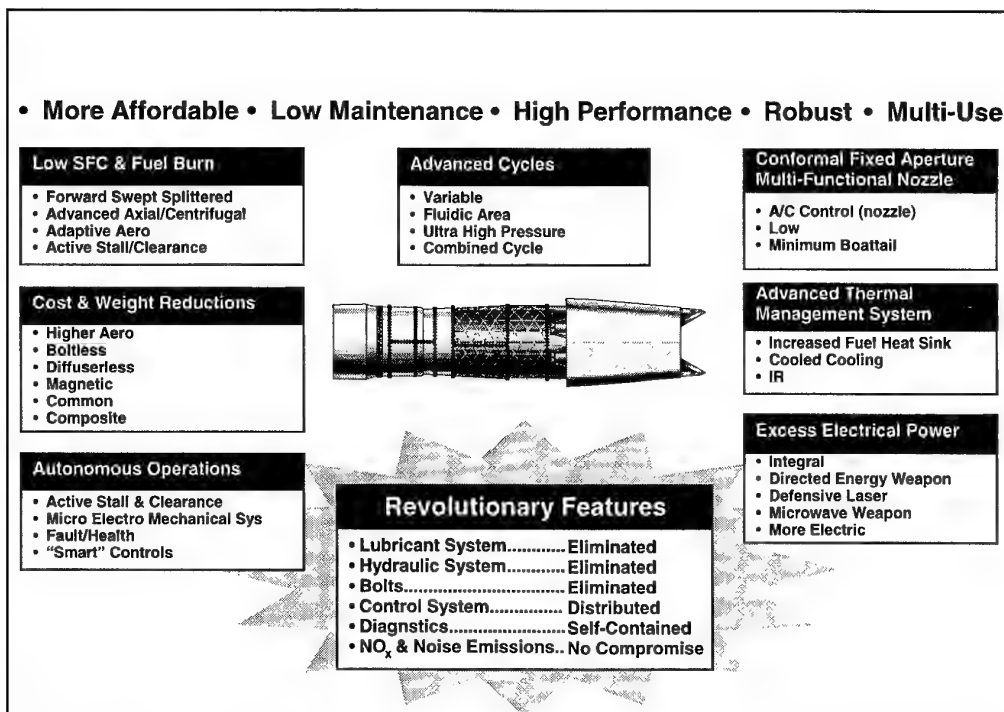 • More Affordable • Low Maintenance • High Performance • Robust • Multi-Use
Low SFC & Fuel Burn
• Forward Swept Splittered
• Advanced Axial/Centrifugal
• Adaptive Aero
• Active Stall/Clearance
Cost & Weight Reductions
• Higher Aero
• Boltless
• Diffuserless
• Magnetic
• Common
• Composite
Autonomous Operations
• Active Stall & Clearance
• Micro Electro Mechanical Sys
• Fault/Health
• "Smart" Controls
Advanced Cycles
• Variable
• Fluidic Area
• Ultra High Pressure
• Combined Cycle
Revolutionary Features
• Lubricant System............ Eliminated
• Hydraulic System........... Eliminated
• Bolts............................... Eliminated
• Control System............... Distributed
• Diagnstics...................... Self-Contained
• NOx & Noise Emissions.. No Compromise
Conformal Fixed Aperture
Multi-Functional Nozzle
• A/C Control (nozzle)
• Low
• Minimum Boattail
Advanced Thermal
Management System
• Increased Fuel Heat Sink
• Cooled Cooling
• IR
Excess Electrical Power
• Integral
• Directed Energy Weapon
• Defensive Laser
• Microwave Weapon
• More Electric